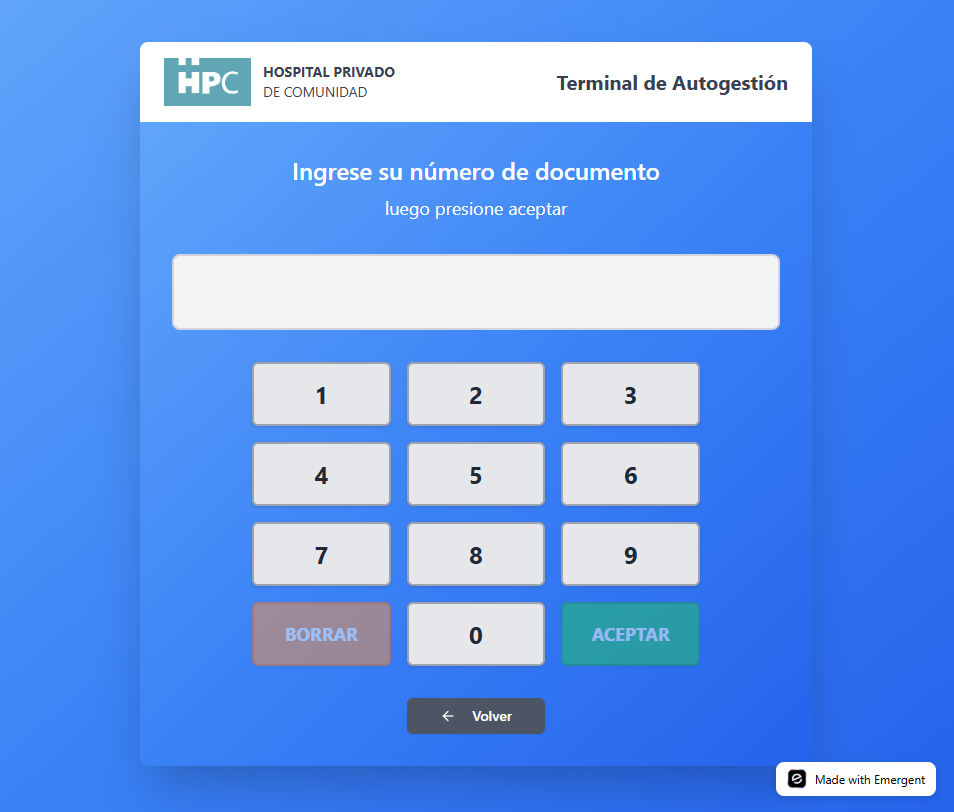 HPC
HOSPITAL PRIVADO
DE COMUNIDAD
Terminal de Autogestión
Ingrese su número de documento
luego presione aceptar
1 2 3
4 5 6
7 8 9
BORRAR 0 ACEPTAR
← Volver
Made with Emergent